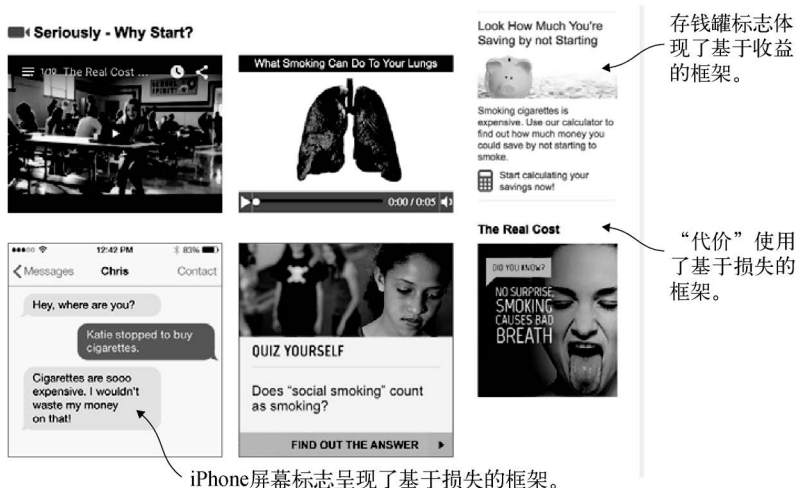 Seriously - Why Start?
1/19 The Real Cost ...
SCHOOL
SPIRIT!
What Smoking Can Do To Your Lungs
0:00 / 0:05
12:42 PM
83%
Messages
Chris
Contact
Hey, where are you?
Katie stopped to buy
cigarettes.
Cigarettes are sooo
expensive. I wouldn't
waste my money
on that!
QUIZ YOURSELF
Does "social smoking" count
as smoking?
FIND OUT THE ANSWER
Look How Much You're
Saving by not Starting
Smoking cigarettes is
expensive. Use our calculator to
find out how much money you
could save by not starting to
smoke.
Start calculating your
savings now!
The Real Cost
DID YOU KNOW?
NO SURPRISE,
SMOKING
CAUSES BAD
BREATH
存钱罐标志体
现了基于收益
的框架。
“代价”使用
了基于损失的
框架。
iPhone屏幕标志呈现了基于损失的框架。